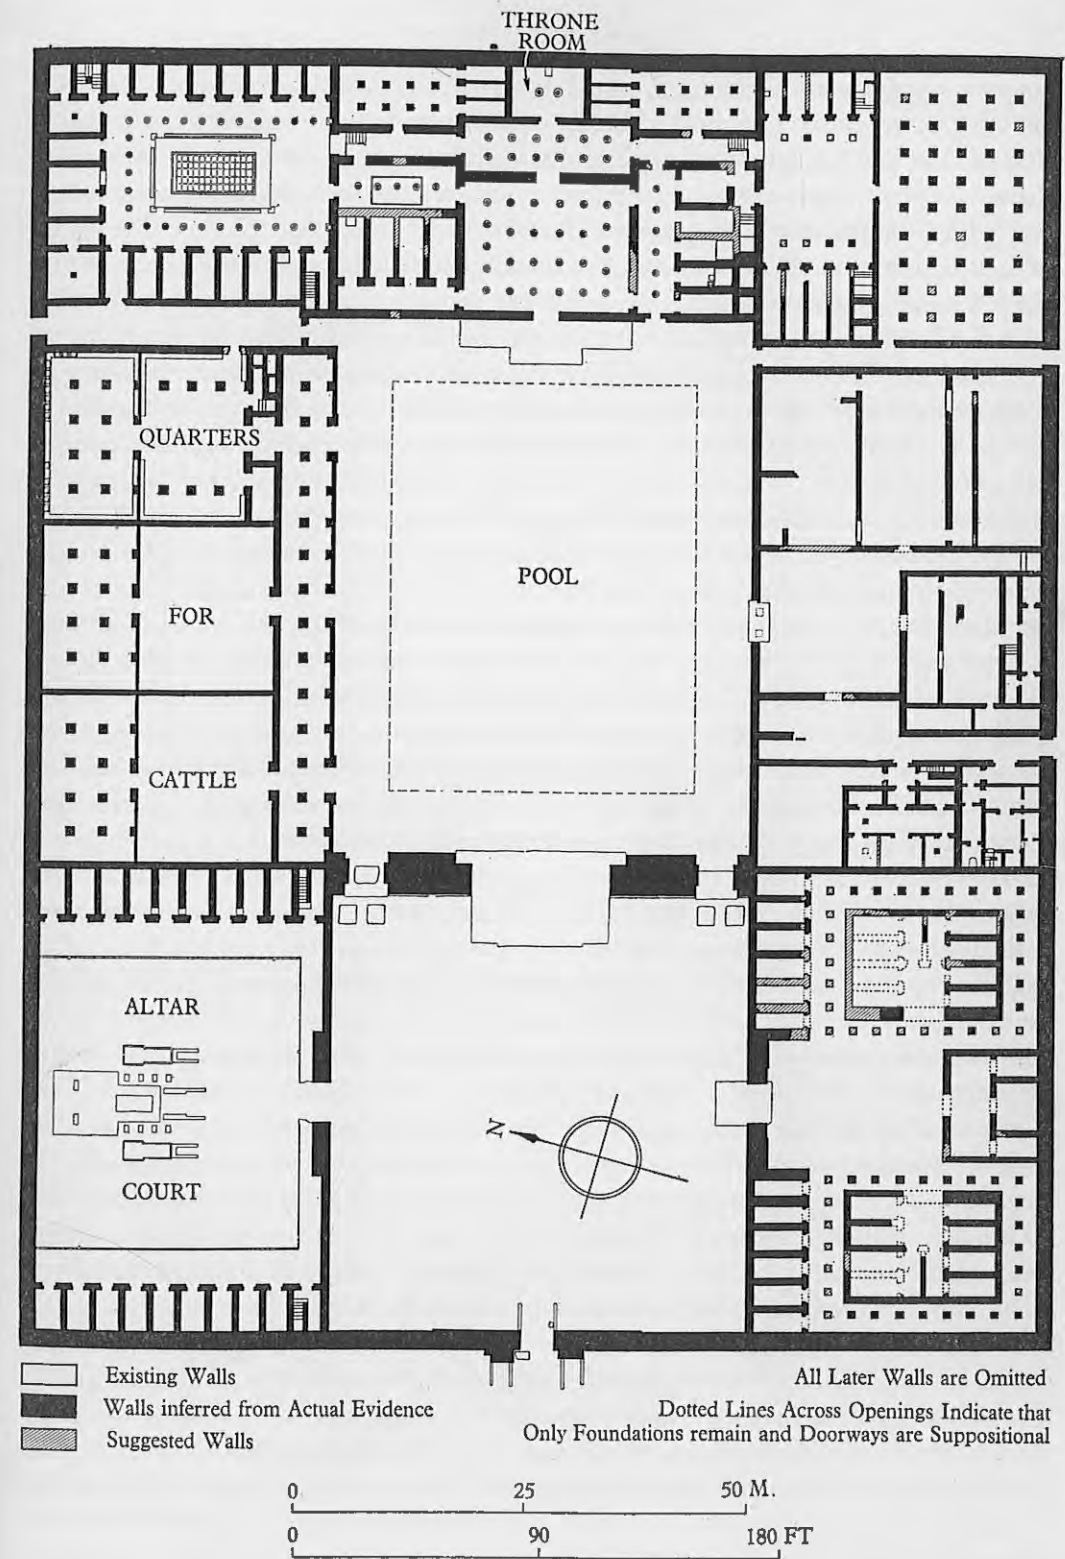 THRONE
ROOM
QUARTERS
POOL
FOR
CATTLE
ALTAR
N
COURT
Existing Walls
Walls inferred from Actual Evidence
Suggested Walls
All Later Walls are Omitted
Dotted Lines Across Openings Indicate that
Only Foundations remain and Doorways are Suppositional
0 25 50 M.
0 90 180 FT